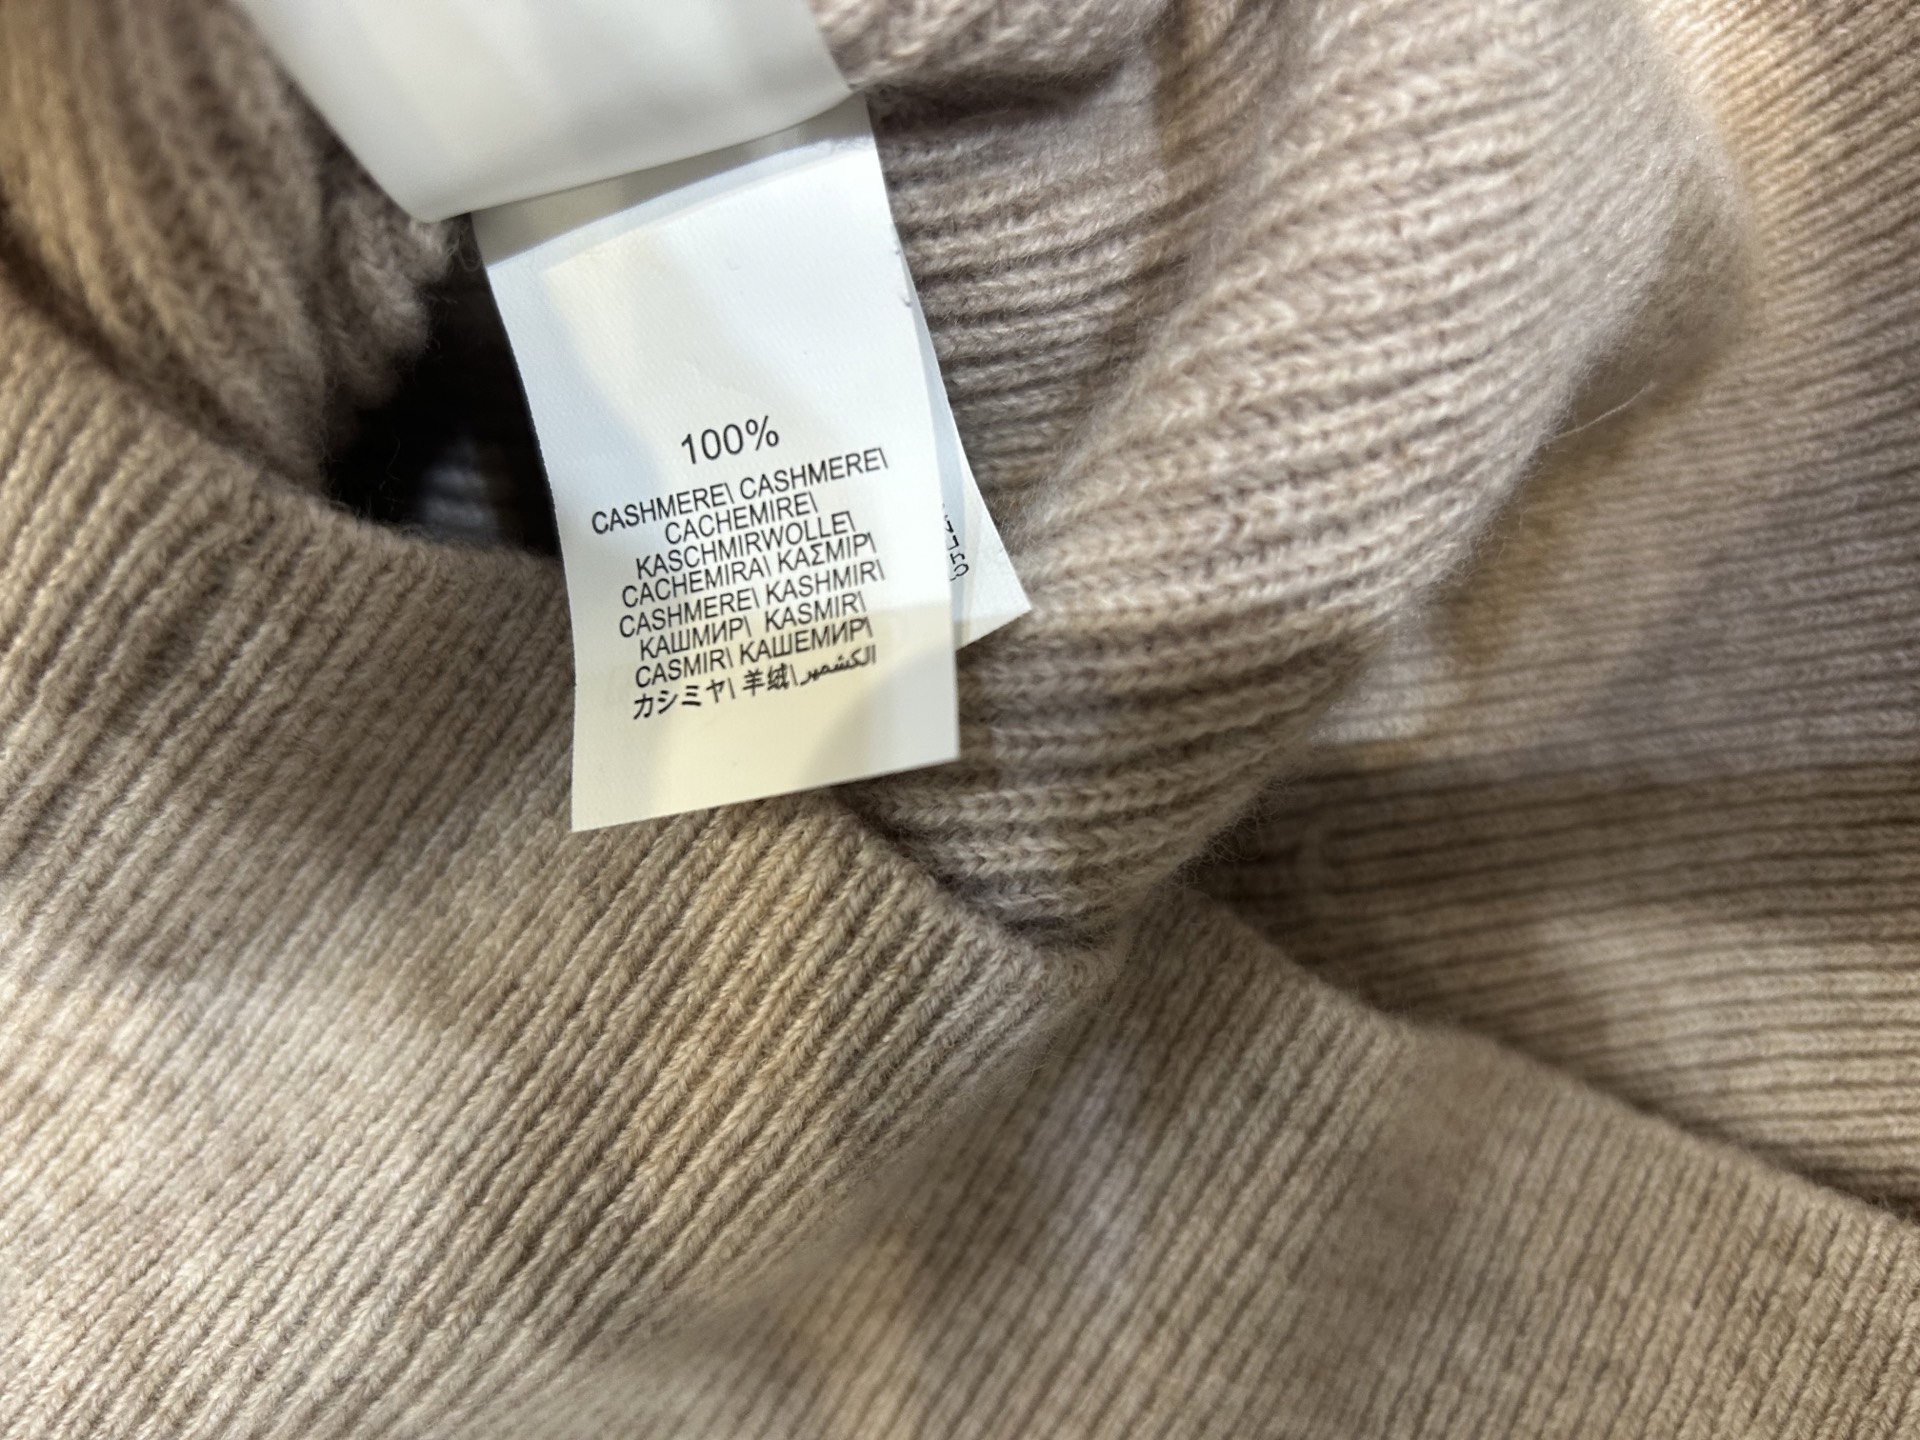 100%
CASHMERE\ CASHMERE\
CACHEMIRE\
KASCHMIRWOLLE\
CACHEMIRA\ ΚΑΣΜΙΡ\
CASHMERE\ KASHMIR\
КАШМИР\ KASMIR\
CASMIR\ КАШЕМИР\
カシミヤ\ 羊绒\ الكشمير